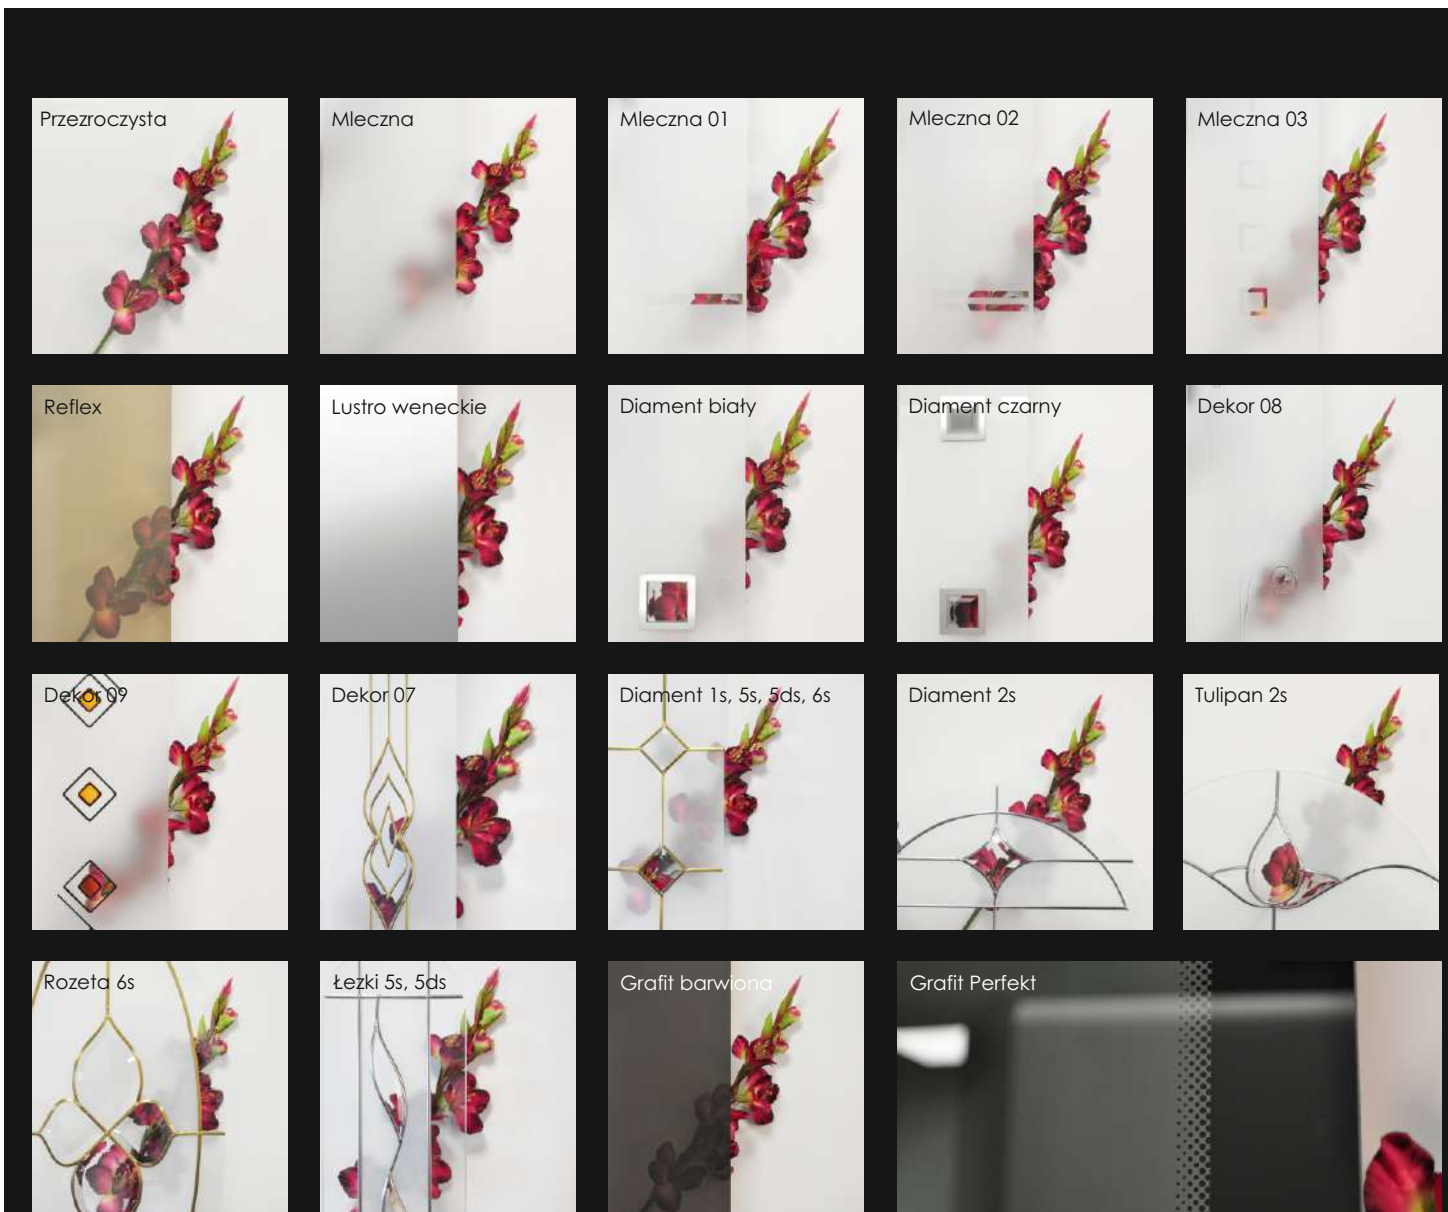 Przezroczysta
Mleczna
Mleczna 01
Mleczna 02
Mleczna 03
Reflex
Lustro weneckie
Diament biały
Diament czarny
Dekor 08
Dekor 09
Dekor 07
Diament 1s, 5s, 5ds, 6s
Diament 2s
Tulipan 2s
Rozeta 6s
Łezki 5s, 5ds
Grafit barwiona
Grafit Perfekt